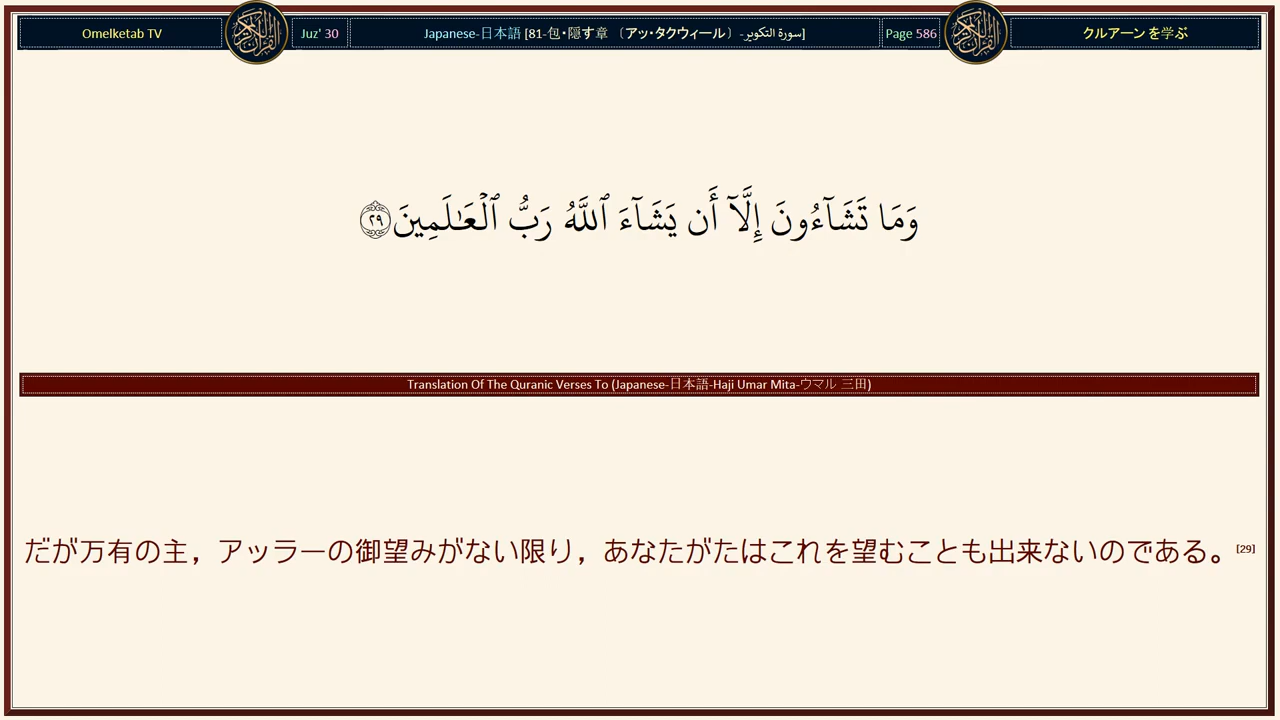 Omelketab TV
Juz' 30
Japanese-日本語 [81-包・隠す章 〔アッ・タクウィール〕-سورة التكوير]
Page 586
クルアーン を学ぶ
وَمَا تَشَآءُونَ إِلَّآ أَن يَشَآءَ ٱللَّهُ رَبُّ ٱلْعَـٰلَمِينَ ٢٩
Translation Of The Quranic Verses To (Japanese-日本語-Haji Umar Mita-ウマル 三田)
だが万有の主，アッラーの御望みがない限り，あなたがたはこれを望むことも出来ないのである。[29]